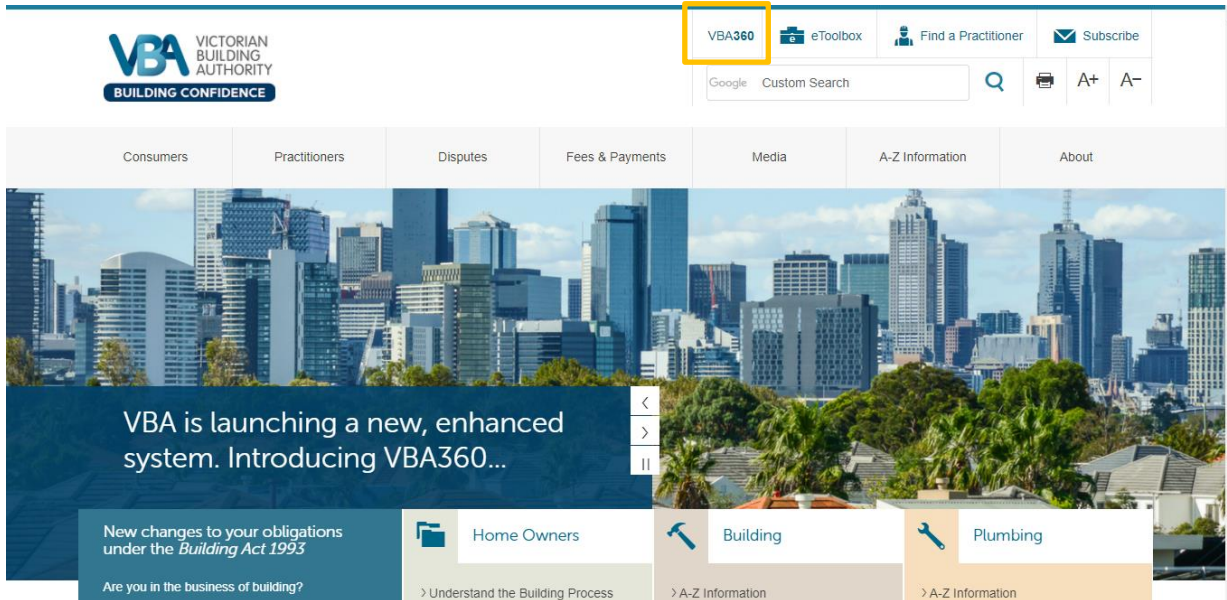 VBA VICTORIAN
BUILDING
AUTHORITY
BUILDING CONFIDENCE
VBA360
e eToolbox
Find a Practitioner
Subscribe
Google Custom Search
A+ A-
Consumers
Practitioners
Disputes
Fees & Payments
Media
A-Z Information
About
VBA is launching a new, enhanced
system. Introducing VBA360...
New changes to your obligations
under the Building Act 1993
Are you in the business of building?
Home Owners
> Understand the Building Process
Building
> A-Z Information
Plumbing
> A-Z Information